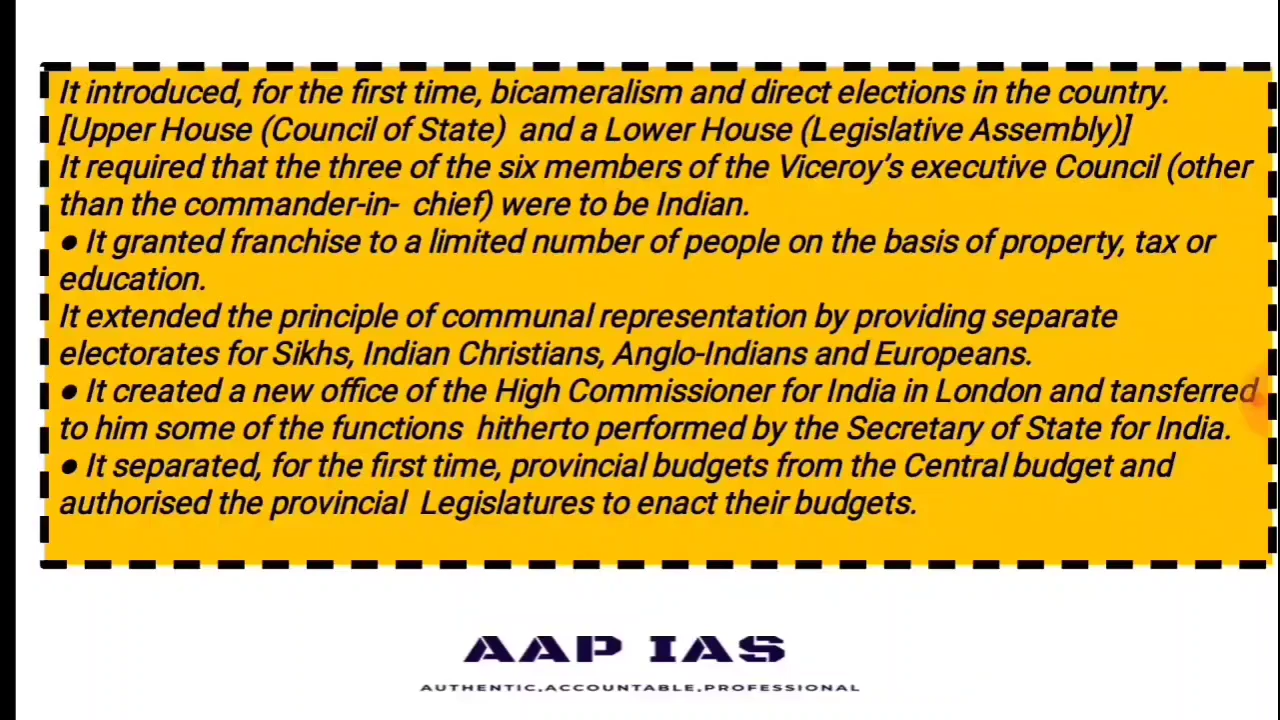 It introduced, for the first time, bicameralism and direct elections in the country.
[Upper House (Council of State) and a Lower House (Legislative Assembly)]
It required that the three of the six members of the Viceroy's executive Council (other
than the commander-in- chief) were to be Indian.
● It granted franchise to a limited number of people on the basis of property, tax or
education.
It extended the principle of communal representation by providing separate
electorates for Sikhs, Indian Christians, Anglo-Indians and Europeans.
● It created a new office of the High Commissioner for India in London and tansferred
to him some of the functions hitherto performed by the Secretary of State for India.
● It separated, for the first time, provincial budgets from the Central budget and
authorised the provincial Legislatures to enact their budgets.
AAP IAS
AUTHENTIC,ACCOUNTABLE,PROFESSIONAL